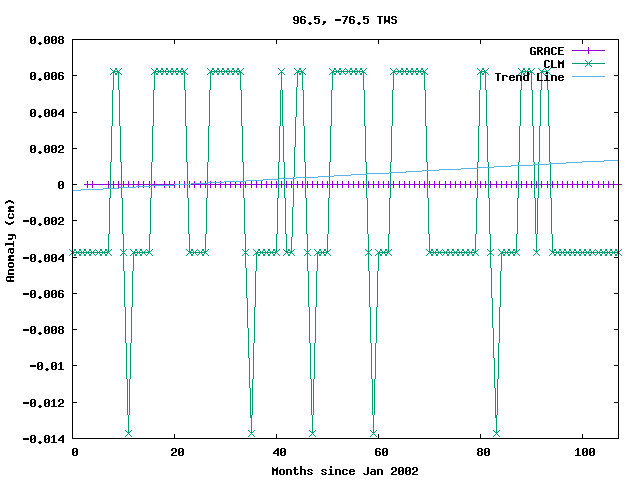 96.5, -76.5 TWS
GRACE
CLM
Trend Line
0.008
0.006
0.004
0.002
0
-0.002
-0.004
-0.006
-0.008
-0.01
-0.012
-0.014
Anomaly (cm)
0 20 40 60 80 100
Months since Jan 2002